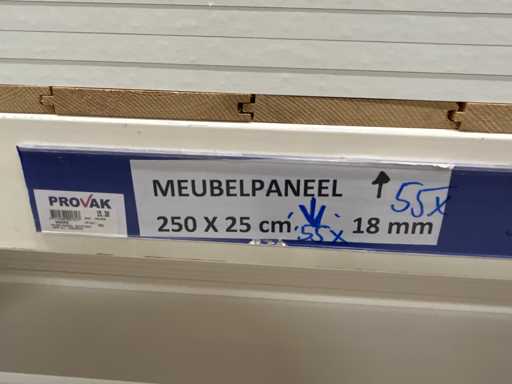 PROVAK
MEUBELPANEEL ↑ 55x
250 X 25 cm 55x 18 mm